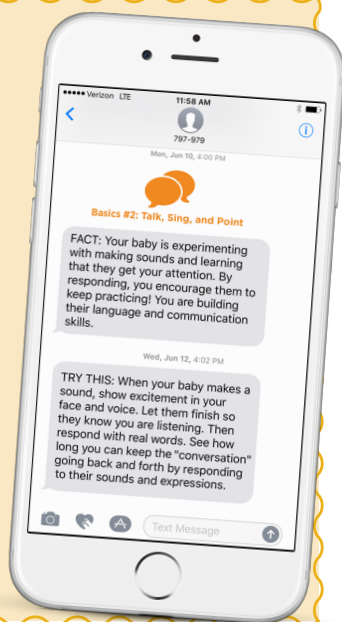 Verizon LTE
11:58 AM
797-979
Mon, Jun 10, 4:00 PM
Basics #2: Talk, Sing, and Point
FACT: Your baby is experimenting
with making sounds and learning
that they get your attention. By
responding, you encourage them to
keep practicing! You are building
their language and communication
skills.
Wed, Jun 12, 4:02 PM
TRY THIS: When your baby makes a
sound, show excitement in your
face and voice. Let them finish so
they know you are listening. Then
respond with real words. See how
long you can keep the "conversation"
going back and forth by responding
to their sounds and expressions.
Text Message